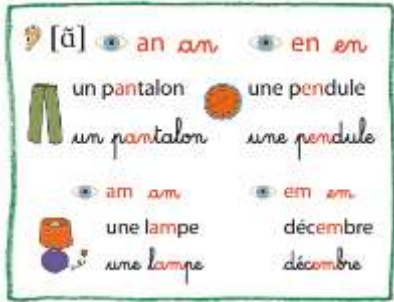 [ɑ̃] an an en en
un pantalon une pendule
un pantalon une pendule
am am em em
une lampe décembre
une lampe décembre